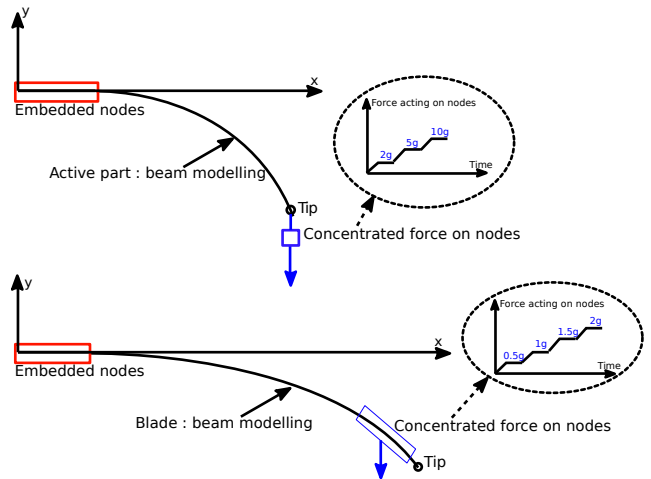 y
x
Embedded nodes
Active part : beam modelling
Tip
Force acting on nodes
2g
5g
10g
Time
Concentrated force on nodes
y
x
Embedded nodes
Blade : beam modelling
Tip
Force acting on nodes
0.5g
1g
1.5g
2g
Time
Concentrated force on nodes